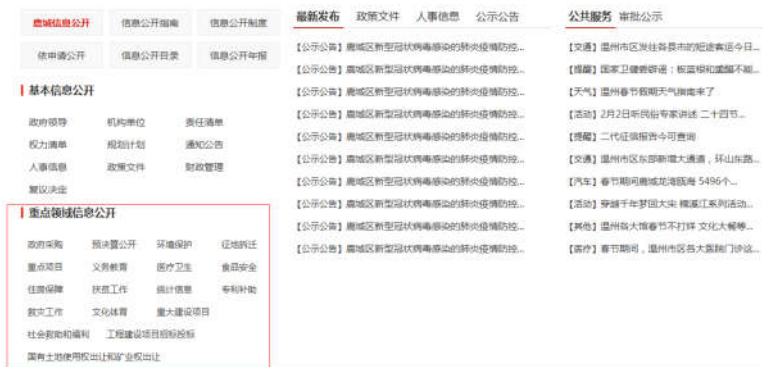 鹿城信息公开 信息公开指南 信息公开制度
依申请公开 信息公开目录 信息公开年报
基本信息公开
政府领导 机构单位 责任清单
权力清单 规划计划 通知公告
人事信息 政策文件 财政管理
复议决定
重点领域信息公开
政府采购 预决算公开 环境保护 征地拆迁
重点项目 义务教育 医疗卫生 食品安全
住房保障 扶贫工作 统计信息 专利补助
救灾工作 文化体育 重大建设项目
社会救助和福利 工程建设项目招标投标
国有土地使用权出让和矿业权出让
最新发布 政策文件 人事信息 公示公告
【公示公告】鹿城区新型冠状病毒感染的肺炎疫情防控...
【公示公告】鹿城区新型冠状病毒感染的肺炎疫情防控...
【公示公告】鹿城区新型冠状病毒感染的肺炎疫情防控...
【公示公告】鹿城区新型冠状病毒感染的肺炎疫情防控...
【公示公告】鹿城区新型冠状病毒感染的肺炎疫情防控...
【公示公告】鹿城区新型冠状病毒感染的肺炎疫情防控...
【公示公告】鹿城区新型冠状病毒感染的肺炎疫情防控...
【公示公告】鹿城区新型冠状病毒感染的肺炎疫情防控...
【公示公告】鹿城区新型冠状病毒感染的肺炎疫情防控...
【公示公告】鹿城区新型冠状病毒感染的肺炎疫情防控...
公共服务 审批公示
【交通】温州市区发往各县市的短途客运今日...
【提醒】国家卫健委辟谣：板蓝根和熏醋不能...
【天气】温州春节假期天气指南来了
【活动】2月2日听民俗专家讲述 二十四节...
【提醒】二代征信报告今可查询
【交通】温州市区东部新增大通道，环山东路...
【汽车】春节期间鹿城龙湾瓯海 5496个...
【活动】穿越千年梦回大宋 楠溪江系列活动...
【其他】温州各大馆春节不打烊 文化大餐等...
【医疗】春节期间，温州市区各大医院门诊这...